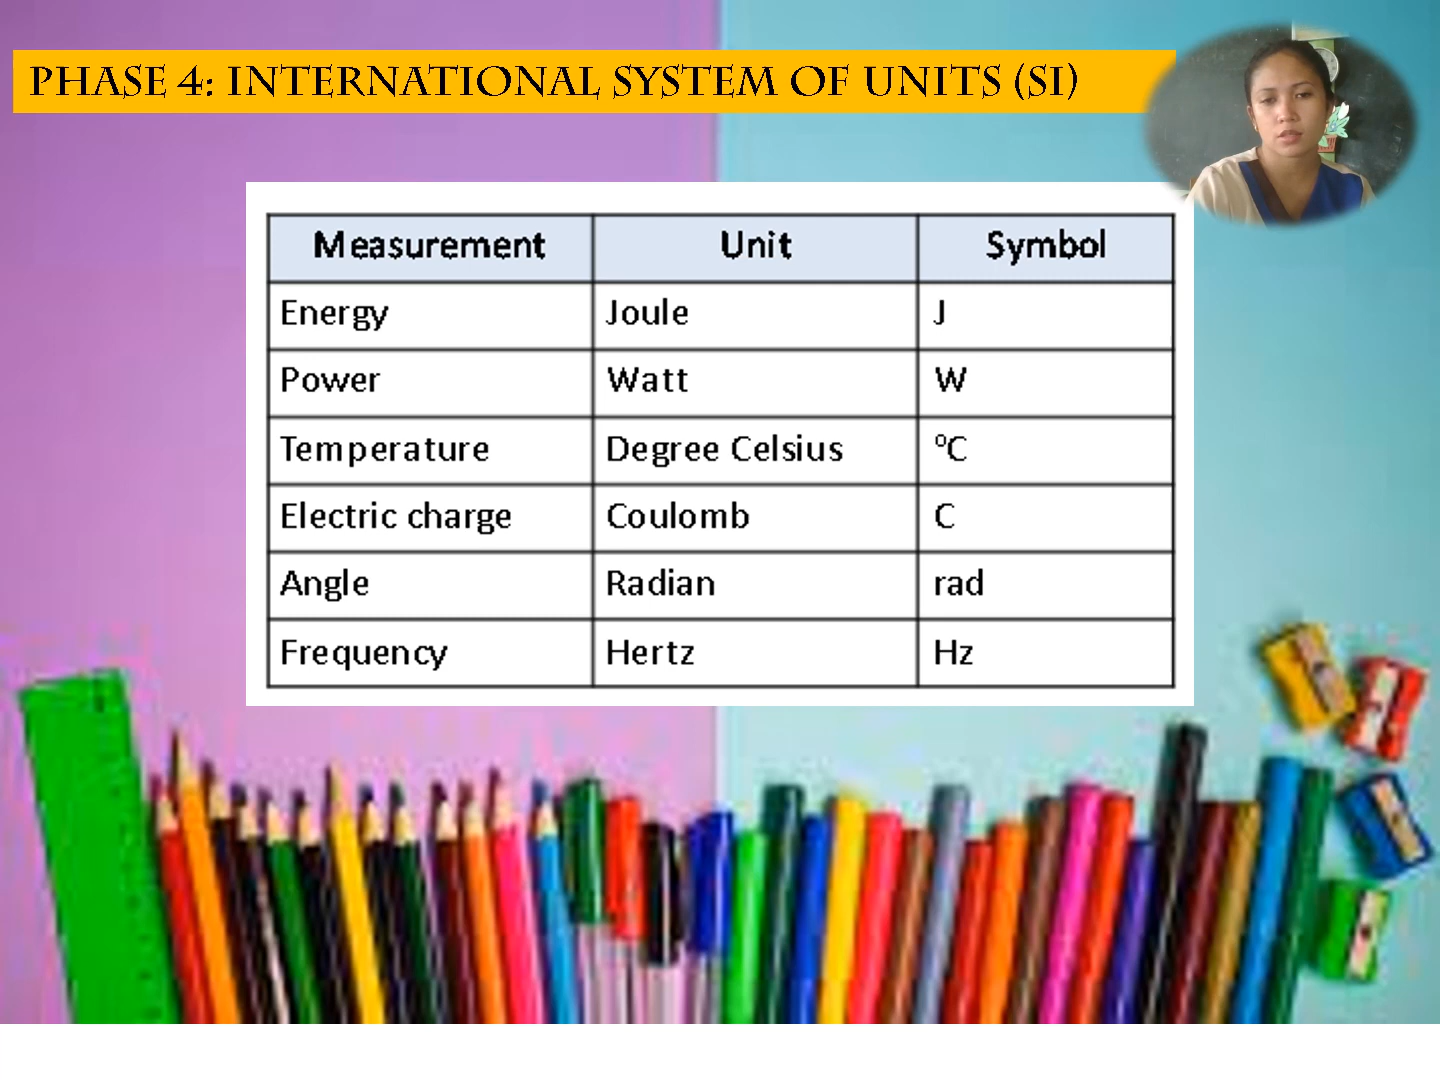 PHASE 4: INTERNATIONAL SYSTEM OF UNITS (SI)
Measurement Unit Symbol
Energy Joule J
Power Watt W
Temperature Degree Celsius ºC
Electric charge Coulomb C
Angle Radian rad
Frequency Hertz Hz